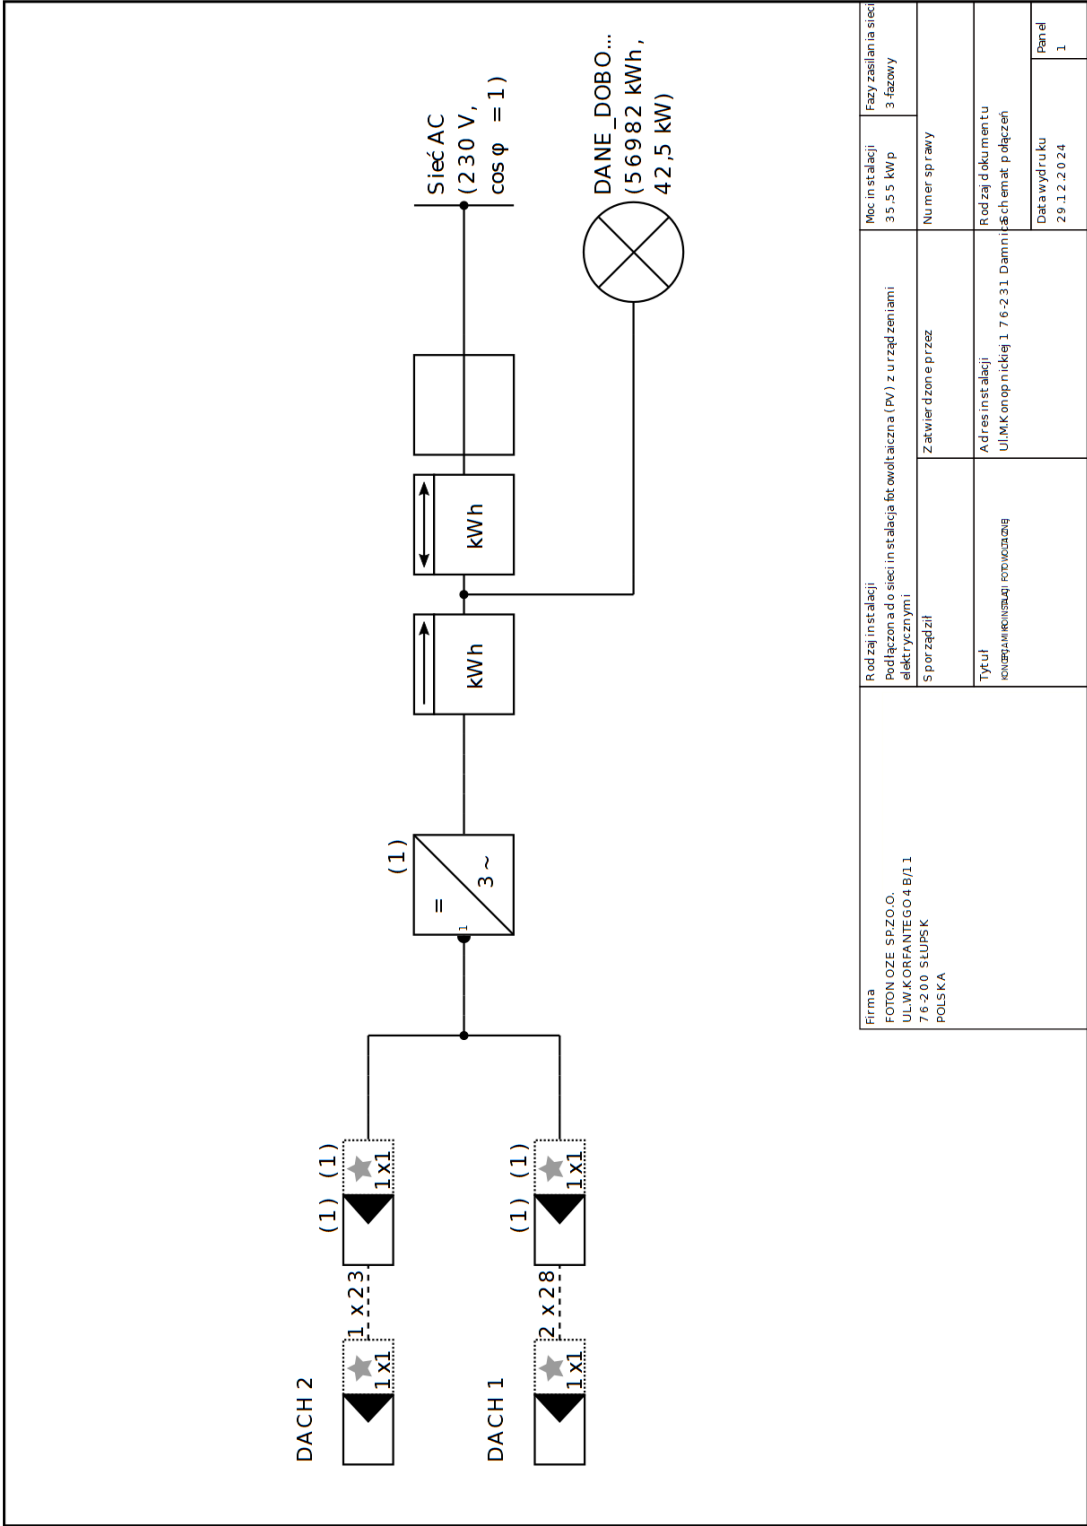 DACH 2
1 x 23
1x1
(1) (1)
1x1
DACH 1
2 x 28
1x1
(1) (1)
1x1
(1)
=
3 ~
1
kWh
kWh
Sieć AC
(230 V,
cos φ = 1)
DANE_DOBO...
(56982 kWh,
42,5 kW)
Firma
FOTON OZE SP.ZO.O.
UL.W.KORFANTEGO 4B/11
76-200 SŁUPSK
POLSKA
Rodzaj instalacji
Podłączona do sieci instalacja fotowoltaiczna (PV) z urządzeniami
elektrycznymi
Moc instalacji
35,55 kWp
Fazy zasilania sieci
3-fazowy
Sporządził
Zatwierdzone przez
Numer sprawy
Tytuł
FOTOWOLTAICZNEJ
Adres instalacji
Ul.M.Konopnickiej 1 76-231 Damnica
Rodzaj dokumentu
Schemat połączeń
Data wydruku
29.12.2024
Panel
1